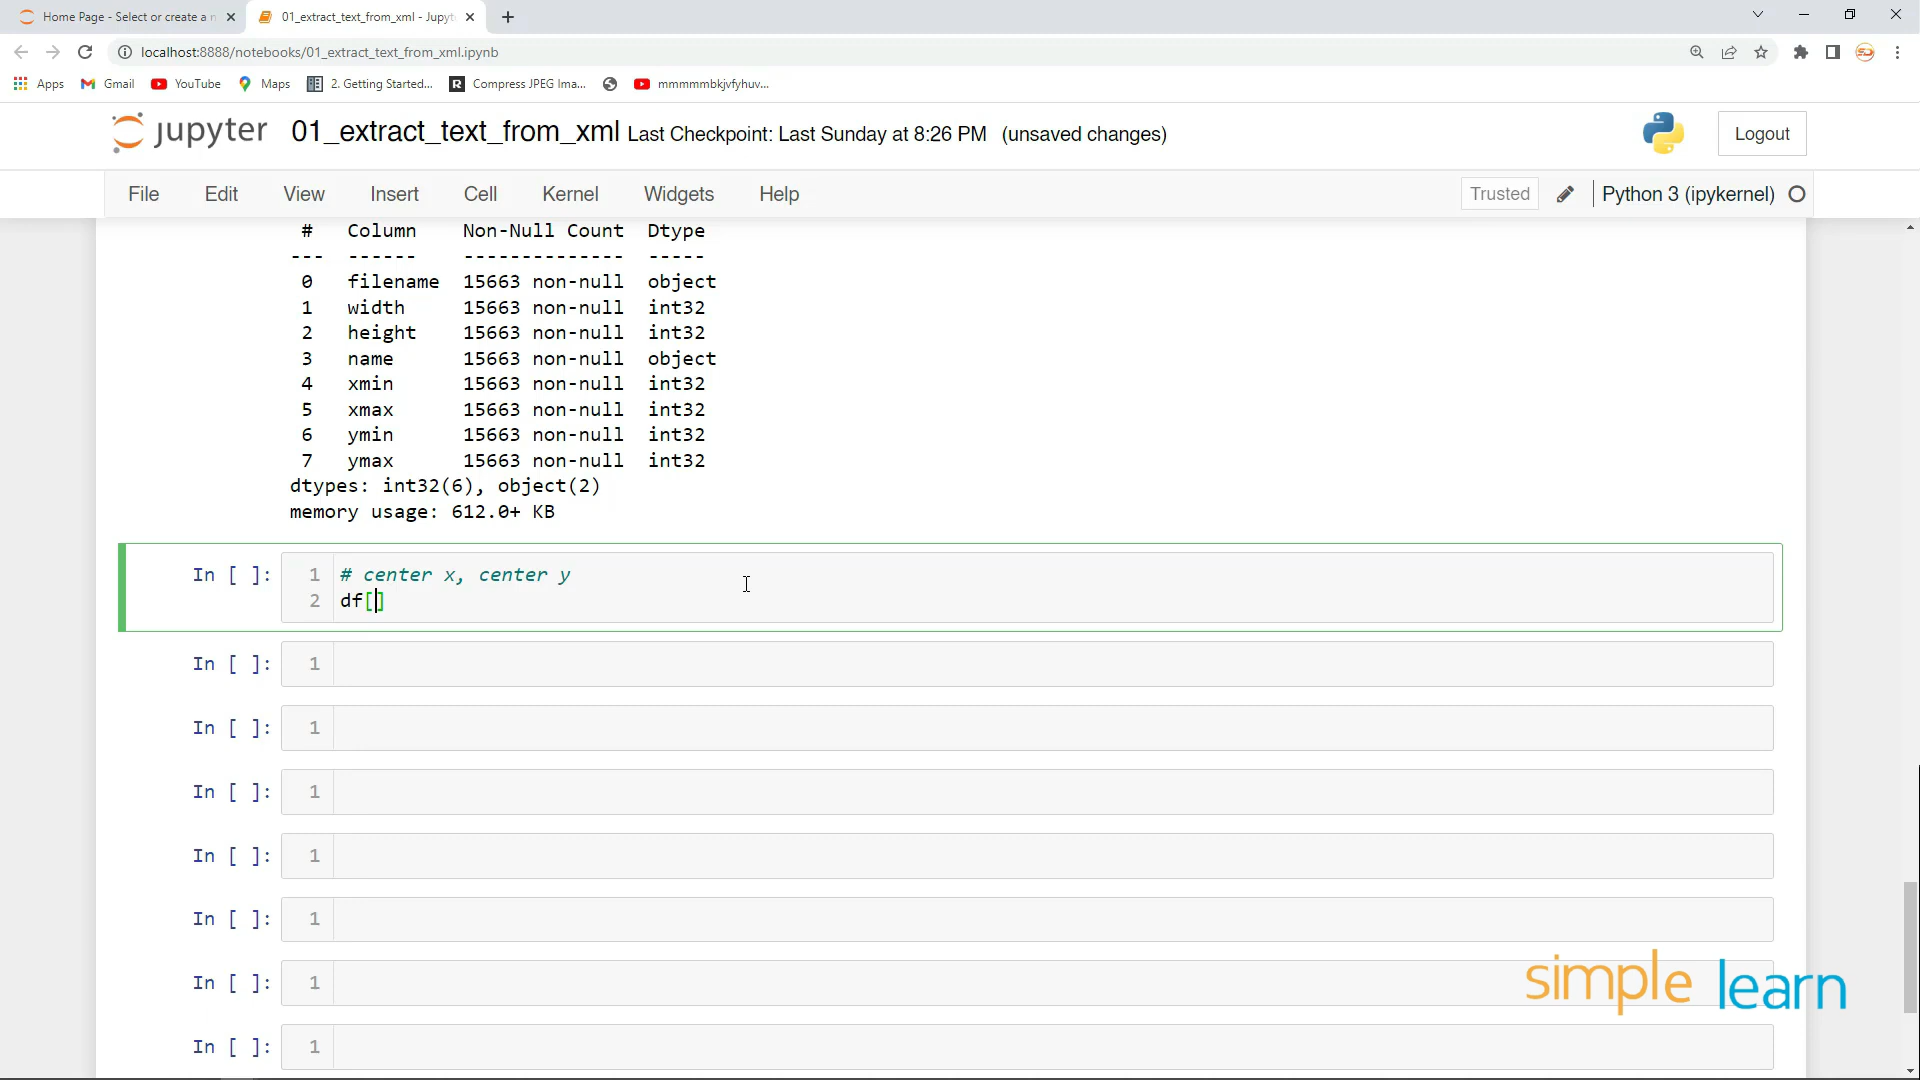 Home Page - Select or create a n
01_extract_text_from_xml - Jupyt
localhost:8888/notebooks/01_extract_text_from_xml.ipynb
Apps Gmail YouTube Maps 2. Getting Started... R Compress JPEG Ima... mmmmmbkjvfyhuv...
jupyter 01_extract_text_from_xml Last Checkpoint: Last Sunday at 8:26 PM (unsaved changes) Logout
File Edit View Insert Cell Kernel Widgets Help Trusted Python 3 (ipykernel)
# Column Non-Null Count Dtype
--- ------ -------------- -----
0 filename 15663 non-null object
1 width 15663 non-null int32
2 height 15663 non-null int32
3 name 15663 non-null object
4 xmin 15663 non-null int32
5 xmax 15663 non-null int32
6 ymin 15663 non-null int32
7 ymax 15663 non-null int32
dtypes: int32(6), object(2)
memory usage: 612.0+ KB
In [ ]: 1 # center x, center y
2 df[]
In [ ]: 1
In [ ]: 1
In [ ]: 1
In [ ]: 1
In [ ]: 1
In [ ]: 1
In [ ]: 1
simple learn